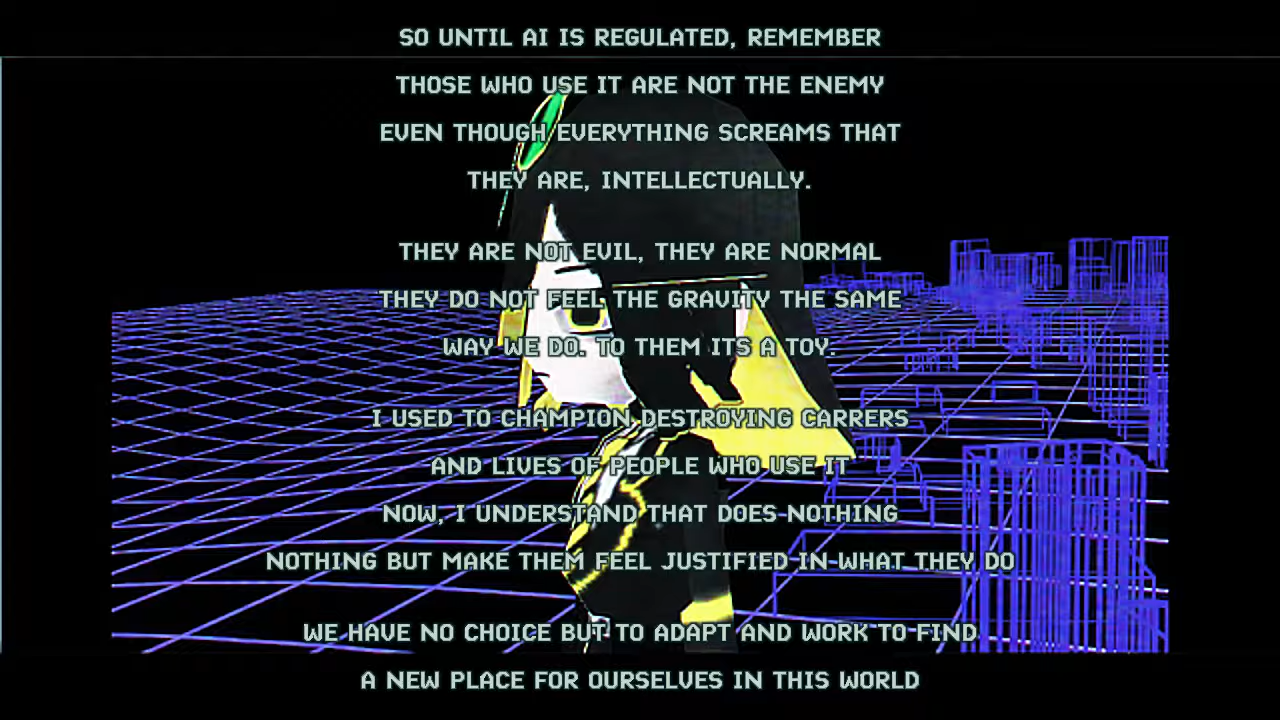 SO UNTIL AI IS REGULATED, REMEMBER
THOSE WHO USE IT ARE NOT THE ENEMY
EVEN THOUGH EVERYTHING SCREAMS THAT
THEY ARE, INTELLECTUALLY.
THEY ARE NOT EVIL, THEY ARE NORMAL
THEY DO NOT FEEL THE GRAVITY THE SAME
WAY WE DO. TO THEM ITS A TOY.
I USED TO CHAMPION DESTROYING CARRERS
AND LIVES OF PEOPLE WHO USE IT
NOW, I UNDERSTAND THAT DOES NOTHING
NOTHING BUT MAKE THEM FEEL JUSTIFIED IN WHAT THEY DO
WE HAVE NO CHOICE BUT TO ADAPT AND WORK TO FIND
A NEW PLACE FOR OURSELVES IN THIS WORLD